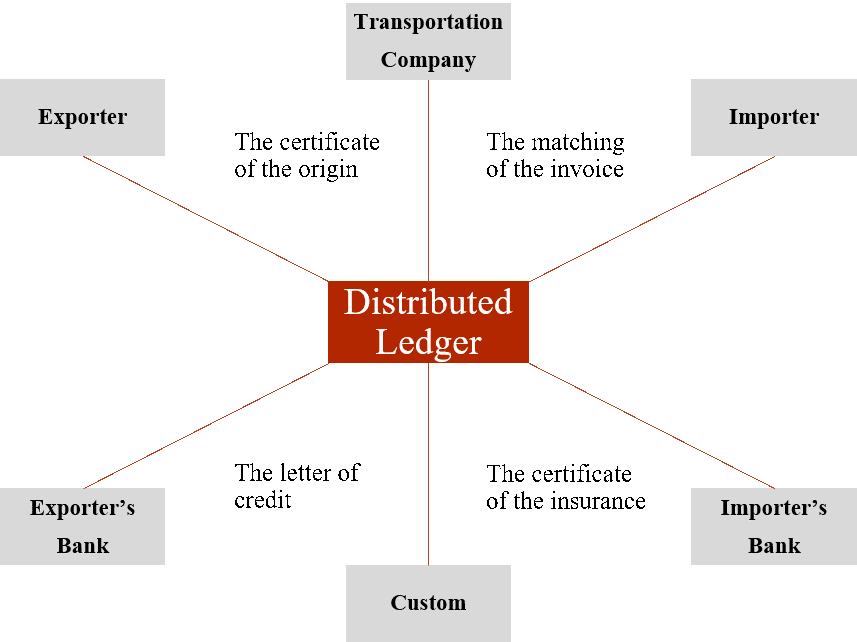 Transportation
Company
Exporter
Importer
The certificate
of the origin
The matching
of the invoice
Distributed
Ledger
The letter of
credit
The certificate
of the insurance
Exporter’s
Bank
Importer’s
Bank
Custom